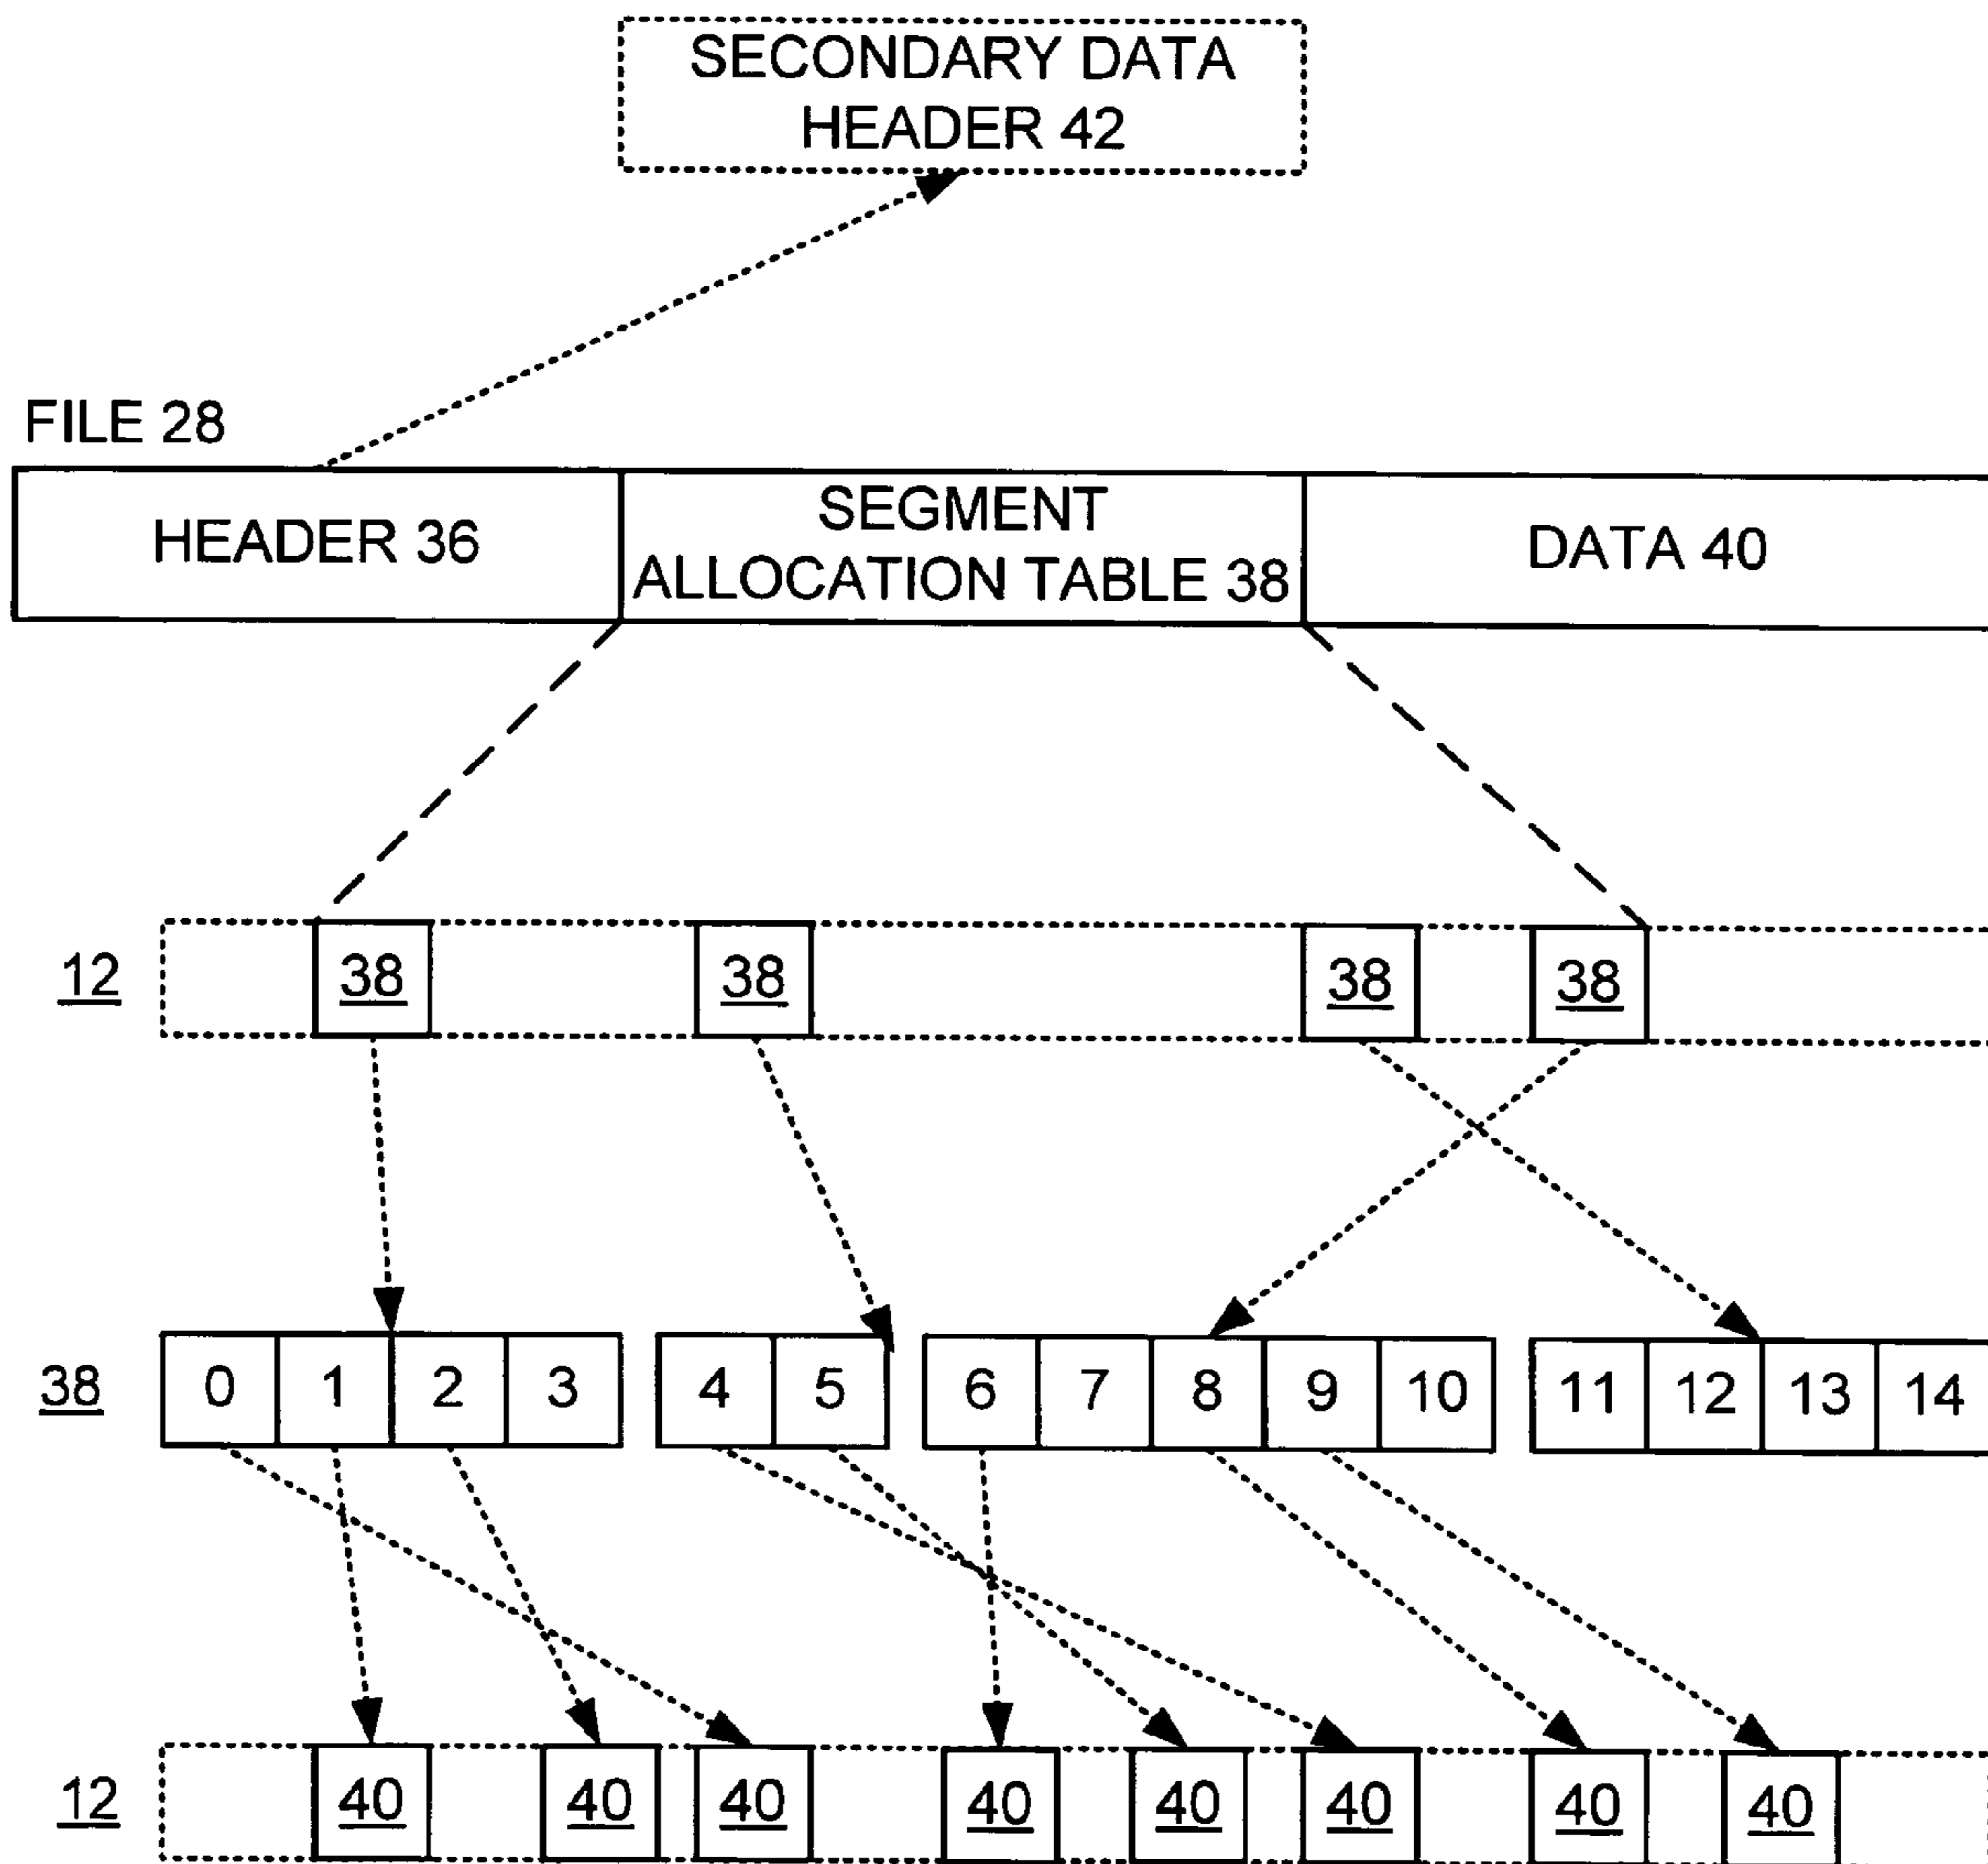 SECONDARY DATA
HEADER 42
FILE 28
HEADER 36
SEGMENT
ALLOCATION TABLE 38
DATA 40
12 38 38 38 38
38 0 1 2 3 4 5 6 7 8 9 10 11 12 13 14
12 40 40 40 40 40 40 40 40